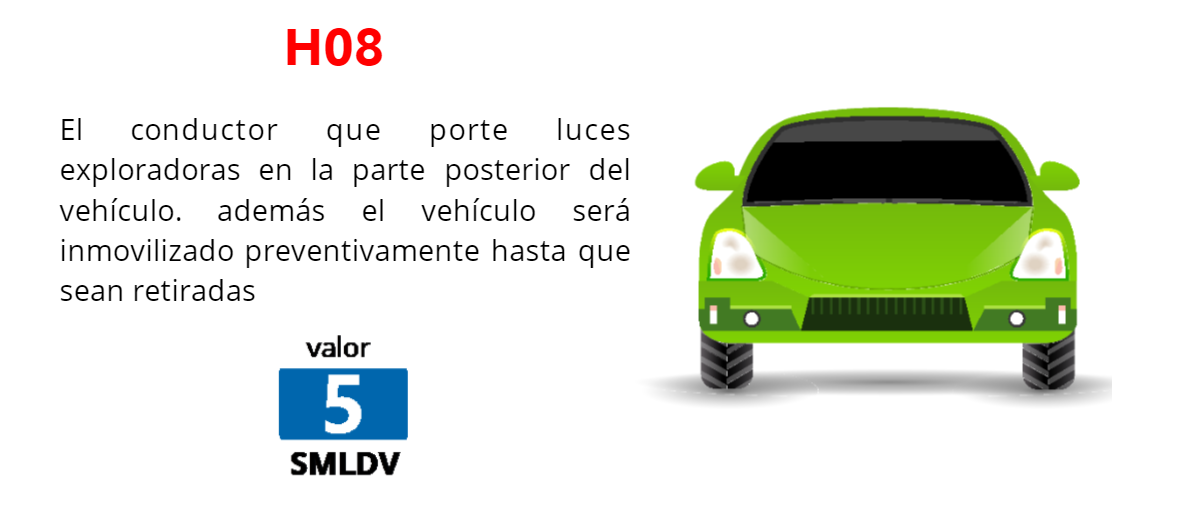 H08
El conductor que porte luces
exploradoras en la parte posterior del
vehículo. además el vehículo será
inmovilizado preventivamente hasta que
sean retiradas
valor
5
SMLDV